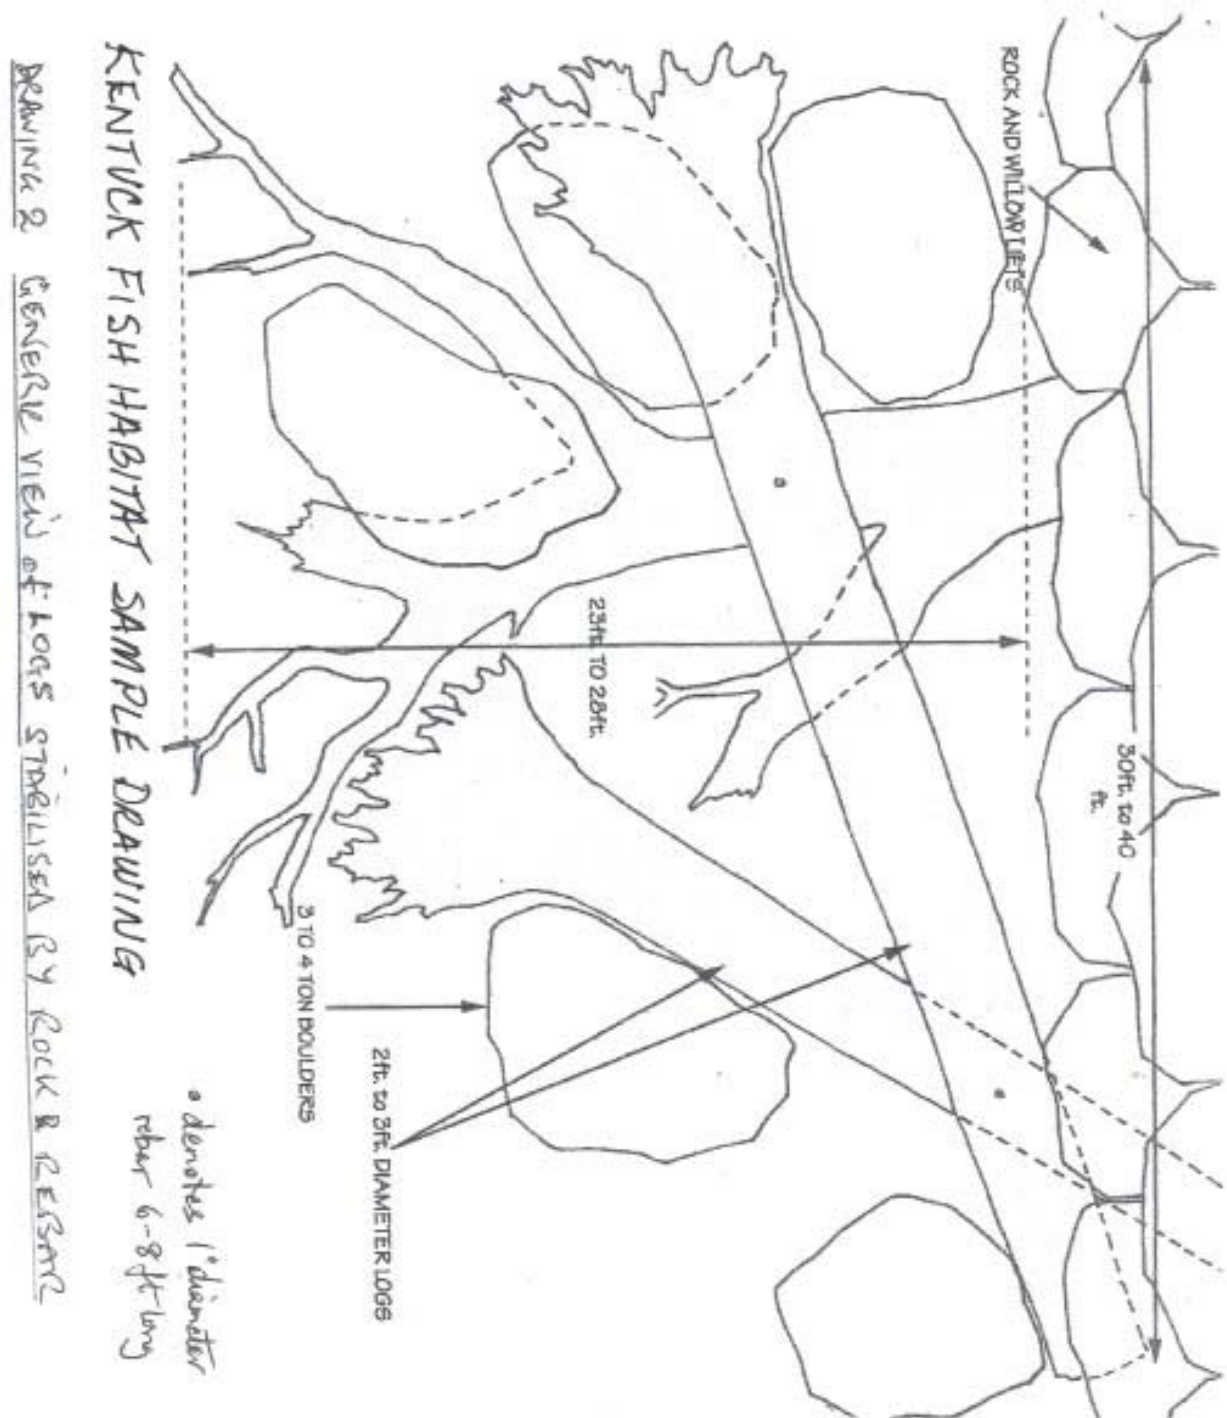 ROCK AND WILLOW LIFTS
30ft. to 40
ft.
23ft. TO 28ft.
2ft. to 3ft. DIAMETER LOGS
3 TO 4 TON BOULDERS
• denotes 1" diameter
rebar 6-8 ft long
KENTUCK FISH HABITAT SAMPLE DRAWING
DRAWING 2 GENERIC VIEW of LOGS STABILISED BY ROCK & REBAR